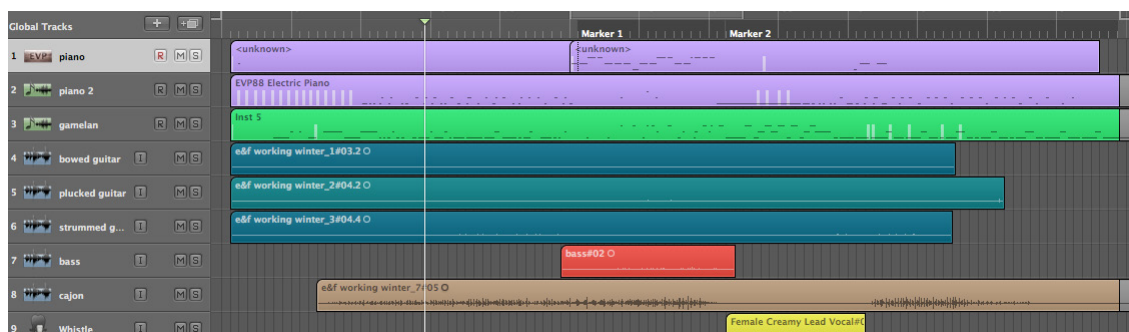 Global Tracks
Marker 1 Marker 2
1 EVP piano R M S
<unknown> <unknown>
2 piano 2 R M S
EVP88 Electric Piano
3 gamelan R M S
Inst 5
4 bowed guitar I M S
e&f working winter_1#03.2
5 plucked guitar I M S
e&f working winter_2#04.2
6 strummed g... I M S
e&f working winter_3#04.4
7 bass I M S
bass#02
8 cajon I M S
e&f working winter_7#05
9 Whistle I M S
Female Creamy Lead Vocal#0